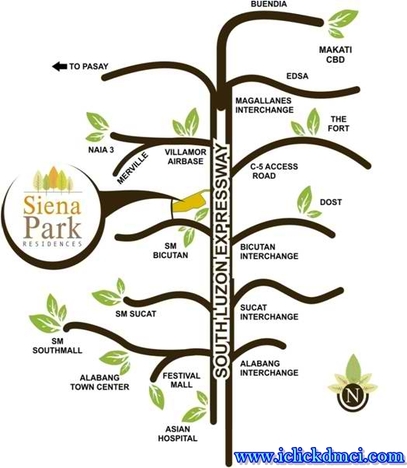 BUENDIA
MAKATI
CBD
TO PASAY
EDSA
MAGALLANES
INTERCHANGE
THE
FORT
NAIA 3
MERVILLE
VILLAMOR
AIRBASE
C-5 ACCESS
ROAD
Siena
Park
RESIDENCES
DOST
SM
BICUTAN
BICUTAN
INTERCHANGE
SOUTH LUZON EXPRESSWAY
SM SUCAT
SUCAT
INTERCHANGE
SM
SOUTHMALL
ALABANG
TOWN CENTER
FESTIVAL
MALL
ALABANG
INTERCHANGE
N
ASIAN
HOSPITAL
www.iclickdmci.com